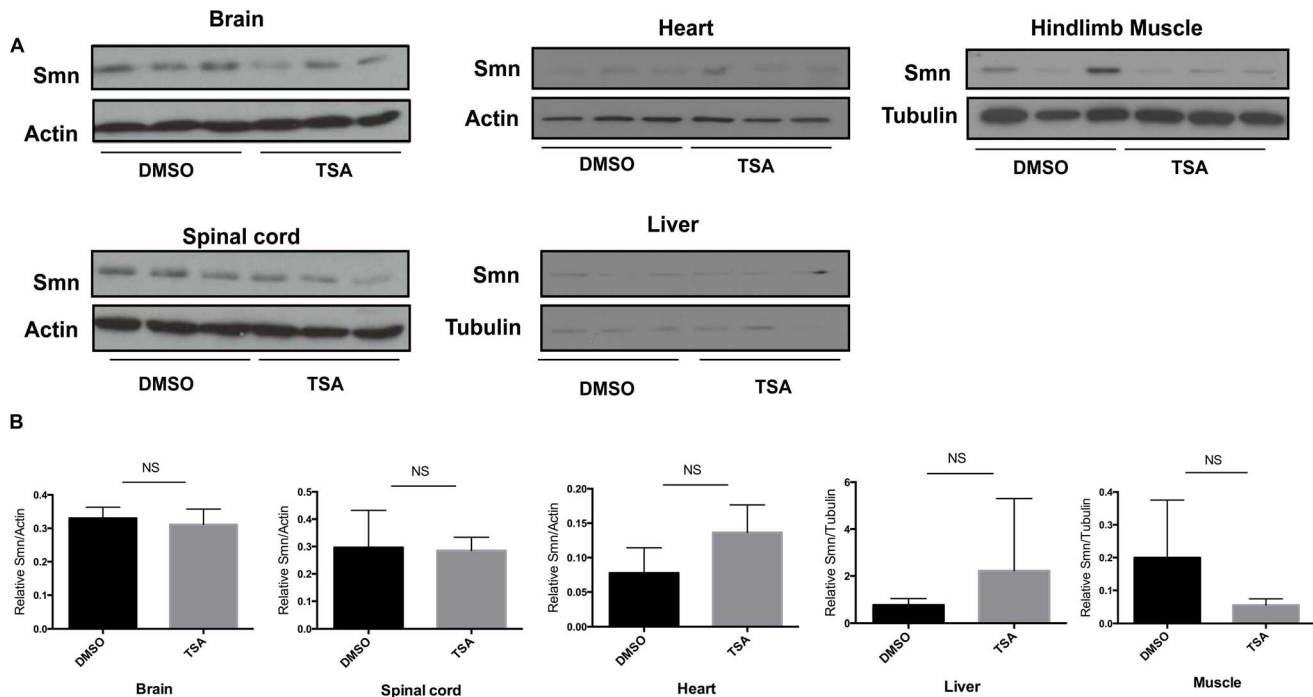 A
Brain
Smn
Actin
DMSO TSA
Heart
Smn
Actin
DMSO TSA
Hindlimb Muscle
Smn
Tubulin
DMSO TSA
Spinal cord
Smn
Actin
DMSO TSA
Liver
Smn
Tubulin
DMSO TSA
B
NS
Relative Smn/Actin
0.4
0.3
0.2
0.1
0.0
DMSO
TSA
Brain
NS
Relative Smn/Actin
0.5
0.4
0.3
0.2
0.1
0.0
DMSO
TSA
Spinal cord
NS
Relative Smn/Actin
0.20
0.15
0.10
0.05
0.00
DMSO
TSA
Heart
NS
Relative Smn/Tubulin
6
4
2
0
DMSO
TSA
Liver
NS
Relative Smn/Tubulin
0.4
0.3
0.2
0.1
0.0
DMSO
TSA
Muscle